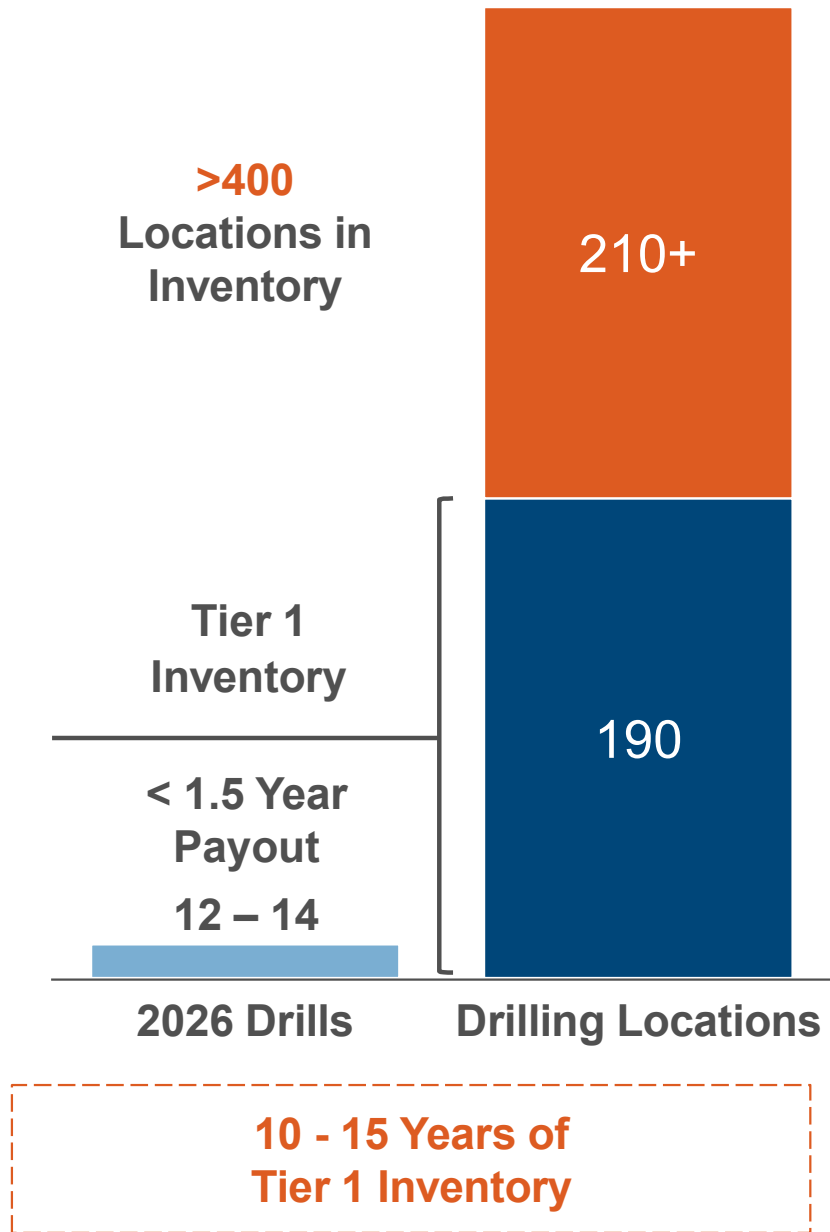 >400
Locations in
Inventory
210+
Tier 1
Inventory
190
< 1.5 Year
Payout
12 – 14
2026 Drills
Drilling Locations
10 - 15 Years of
Tier 1 Inventory